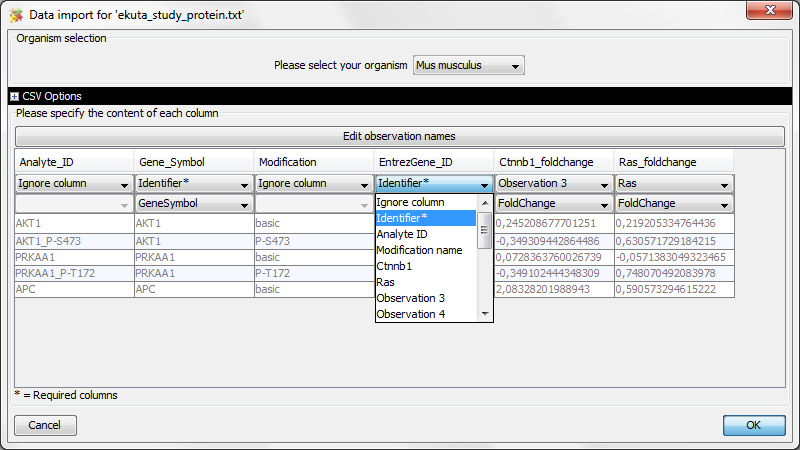 Data import for 'ekuta_study_protein.txt'
Organism selection
Please select your organism Mus musculus
CSV Options
Please specify the content of each column
Edit observation names
Analyte_ID Gene_Symbol Modification EntrezGene_ID Ctnnb1_foldchange Ras_foldchange
Ignore column Identifier* Ignore column Identifier* Observation 3 Ras
GeneSymbol FoldChange FoldChange
Ignore column
Identifier*
Analyte ID
Modification name
Ctnnb1
Ras
Observation 3
Observation 4
AKT1 AKT1 basic 0,245208677701251 0,219205334764436
AKT1_P-S473 AKT1 P-S473 -0,349309442864486 0,630571729184215
PRKAA1 PRKAA1 basic 0,0728363760026739 -0,0571383049323465
PRKAA1_P-T172 PRKAA1 P-T172 -0,349102444348309 0,748070492083978
APC APC basic 2,08328201988943 0,590573294615222
* = Required columns
Cancel OK